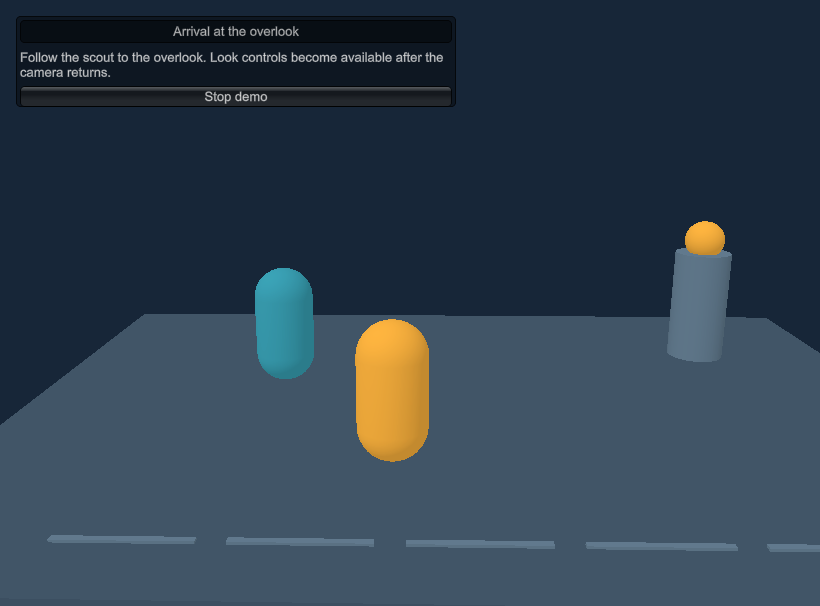 Arrival at the overlook
Follow the scout to the overlook. Look controls become available after the
camera returns.
Stop demo